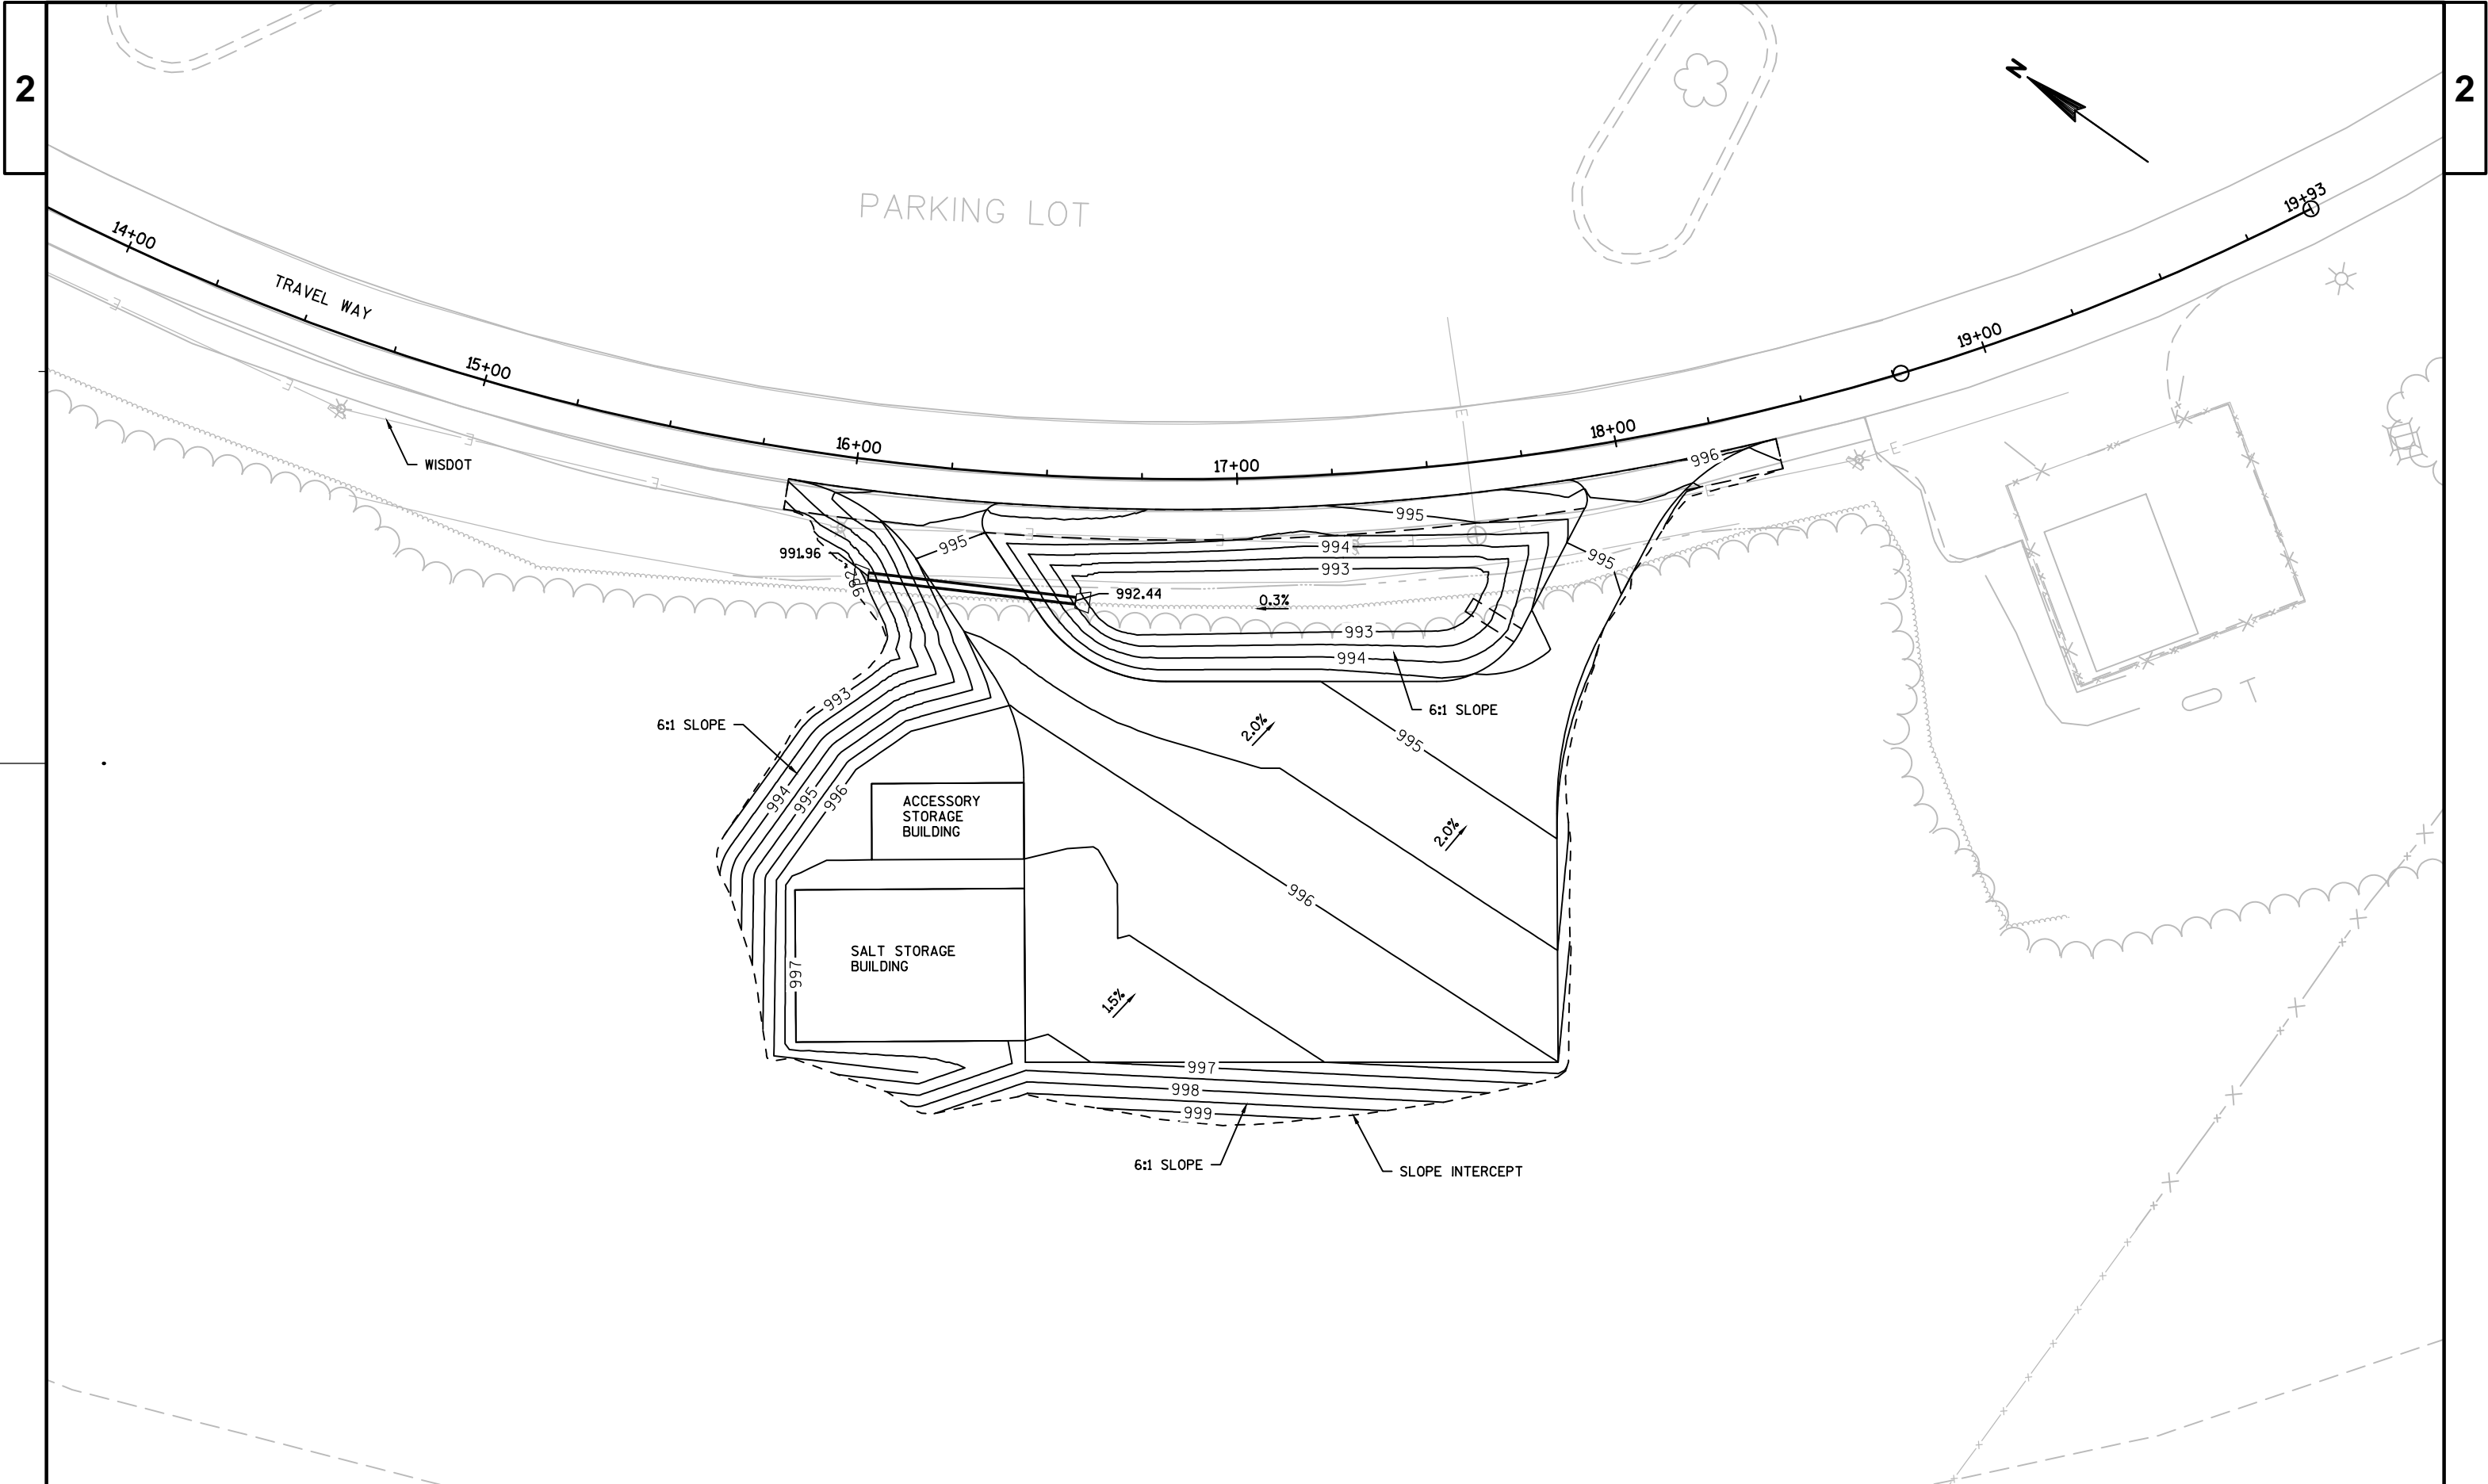 2
2
N
PARKING LOT
14+00
TRAVEL WAY
15+00
16+00
17+00
18+00
19+00
19+93
E
E
E
E
E
E
E
E
E
E
E
E
WISDOT
996
995
995
995
994
993
991.96
992
992.44
0.3%
993
994
6:1 SLOPE
993
6:1 SLOPE
2.0%
995
T
994
995
996
ACCESSORY
STORAGE
BUILDING
2.0%
996
SALT STORAGE
BUILDING
997
1.5%
997
998
999
6:1 SLOPE
SLOPE INTERCEPT